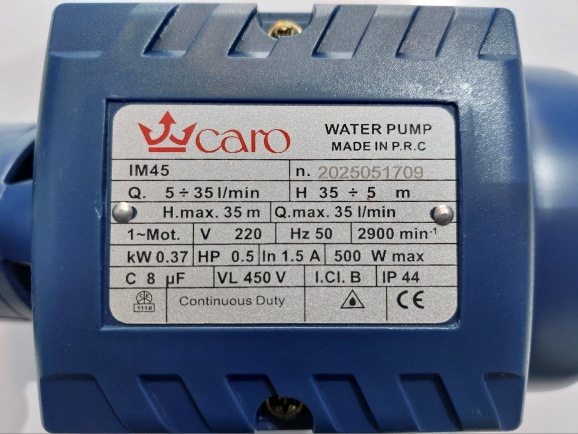 caro
WATER PUMP
MADE IN P.R.C
IM45 n. 2025051709
Q. 5 ÷ 35 l/min H 35 ÷ 5 m
H.max. 35 m Q.max. 35 l/min
1~Mot. V 220 Hz 50 2900 min-¹
kW 0.37 HP 0.5 In 1.5 A 500 W max
C 8 µF VL 450 V I.Cl. B IP 44
Continuous Duty CE